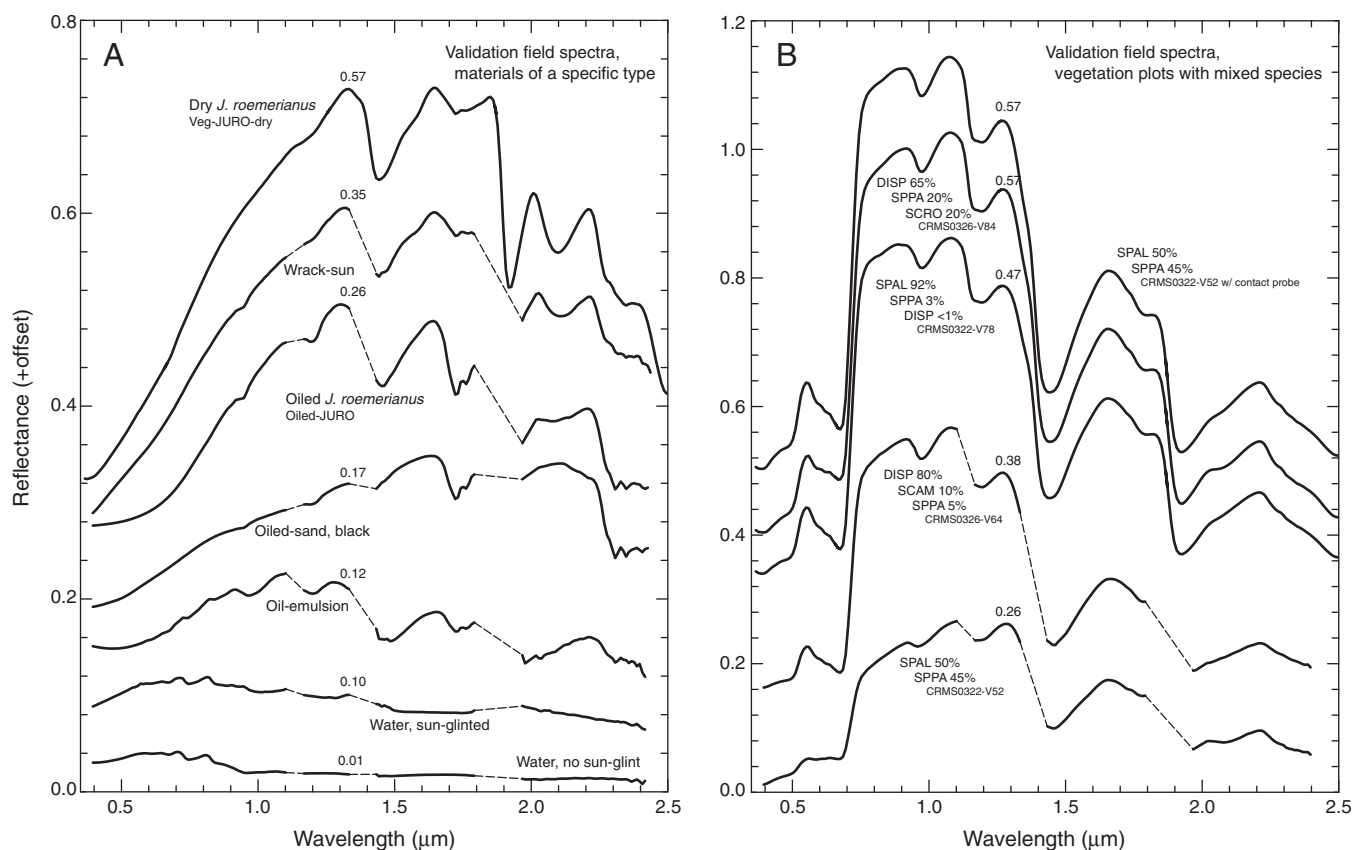 A
Validation field spectra,
materials of a specific type
Dry J. roemerianus
Veg-JURO-dry
0.57
0.35
Wrack-sun
0.26
Oiled J. roemerianus
Oiled-JURO
0.17
Oiled-sand, black
0.12
Oil-emulsion
0.10
Water, sun-glinted
0.01
Water, no sun-glint
0.8
0.6
0.4
0.2
0.0
Reflectance (+offset)
0.5
1.0
1.5
2.0
2.5
Wavelength (μm)
B
Validation field spectra,
vegetation plots with mixed species
0.57
DISP 65%
SPPA 20%
SCRO 20%
CRMS0326-V84
0.57
SPAL 50%
SPPA 45%
CRMS0322-V52 w/ contact probe
SPAL 92%
SPPA 3%
DISP <1%
CRMS0322-V78
0.47
DISP 80%
SCAM 10%
SPPA 5%
CRMS0326-V64
0.38
0.26
SPAL 50%
SPPA 45%
CRMS0322-V52
1.2
1.0
0.8
0.6
0.4
0.2
0.0
0.5
1.0
1.5
2.0
2.5
Wavelength (μm)